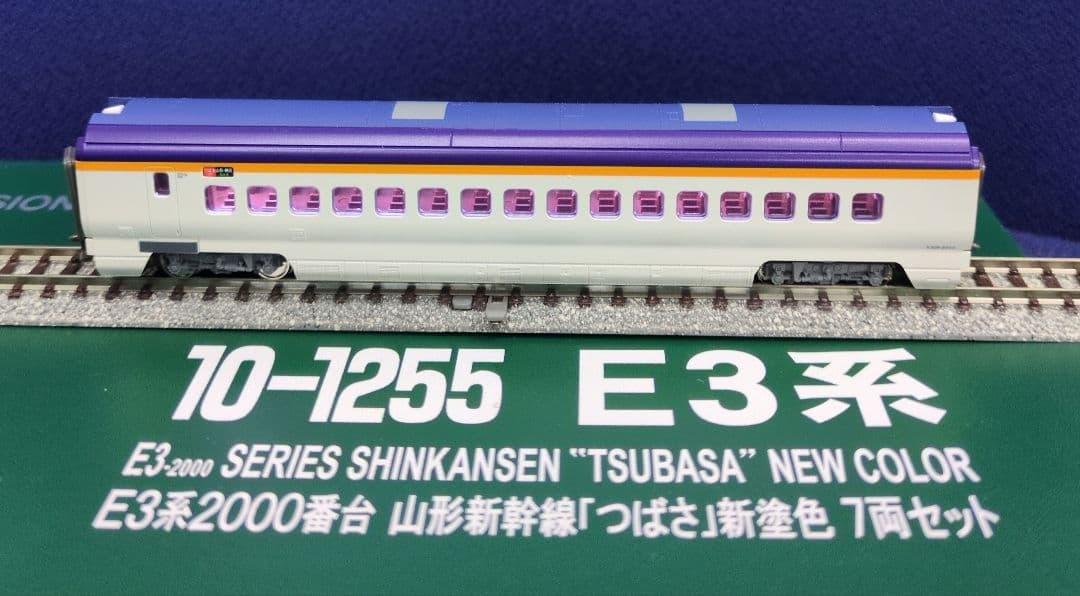 SION
10-1255 E3系
E3-2000 SERIES SHINKANSEN "TSUBASA" NEW COLOR
E3系2000番台 山形新幹線「つばさ」新塗色 7両セット